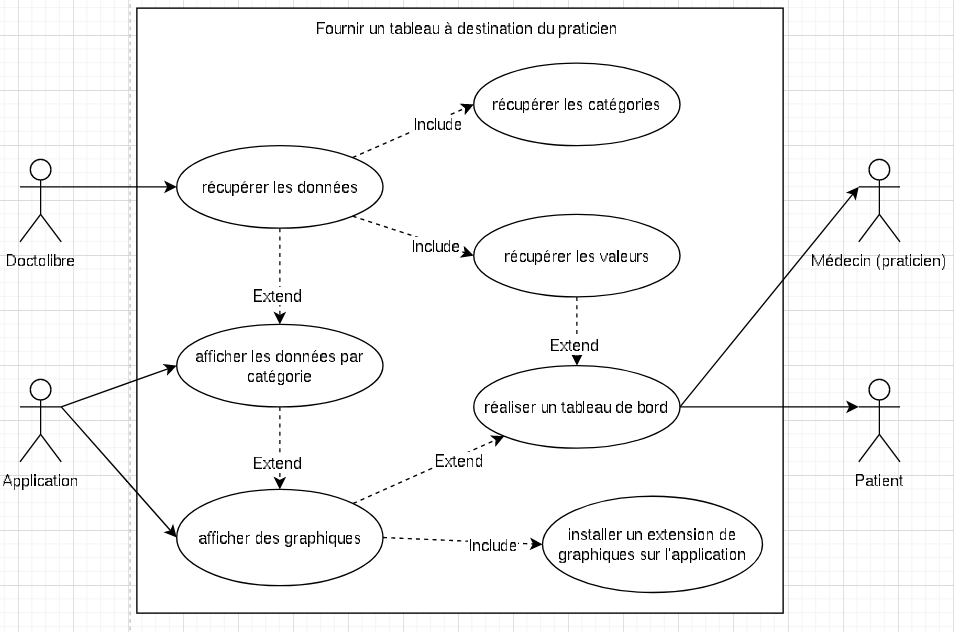 Fournir un tableau à destination du praticien
récupérer les catégories
Include
récupérer les données
Doctolibre
Include
récupérer les valeurs
Médecin (praticien)
Extend
afficher les données par
catégorie
Extend
réaliser un tableau de bord
Application
Extend
Extend
Patient
afficher des graphiques
Include
installer un extension de
graphiques sur l'application